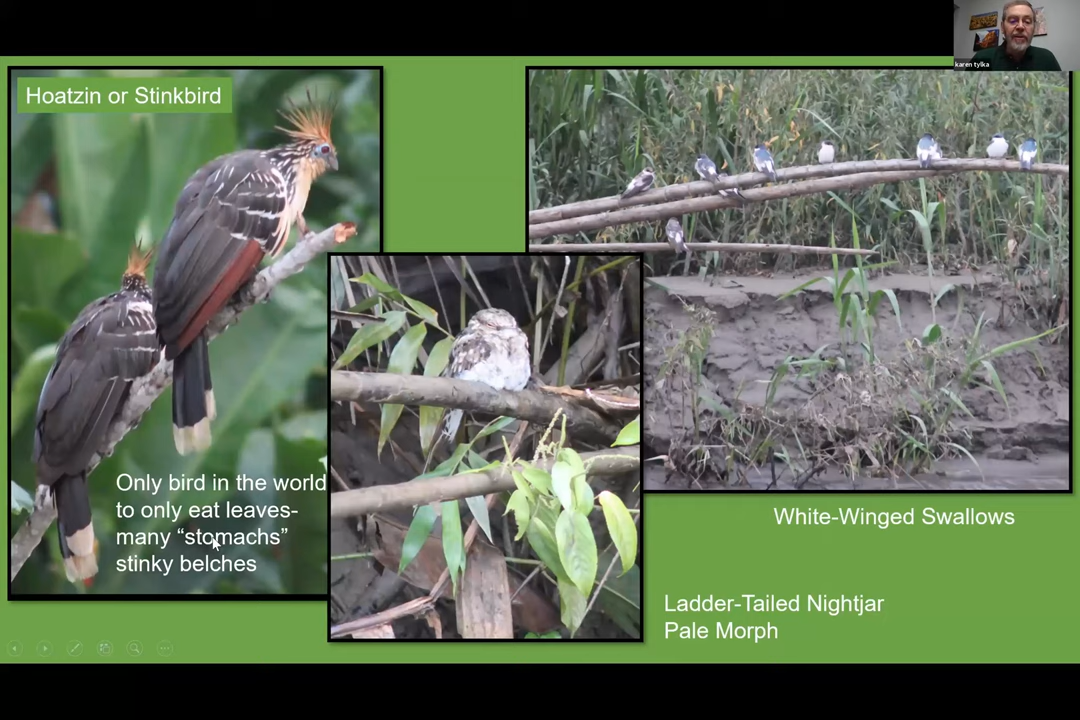 karen tylka
Hoatzin or Stinkbird
Only bird in the world
to only eat leaves-
many “stomachs”
stinky belches
White-Winged Swallows
Ladder-Tailed Nightjar
Pale Morph